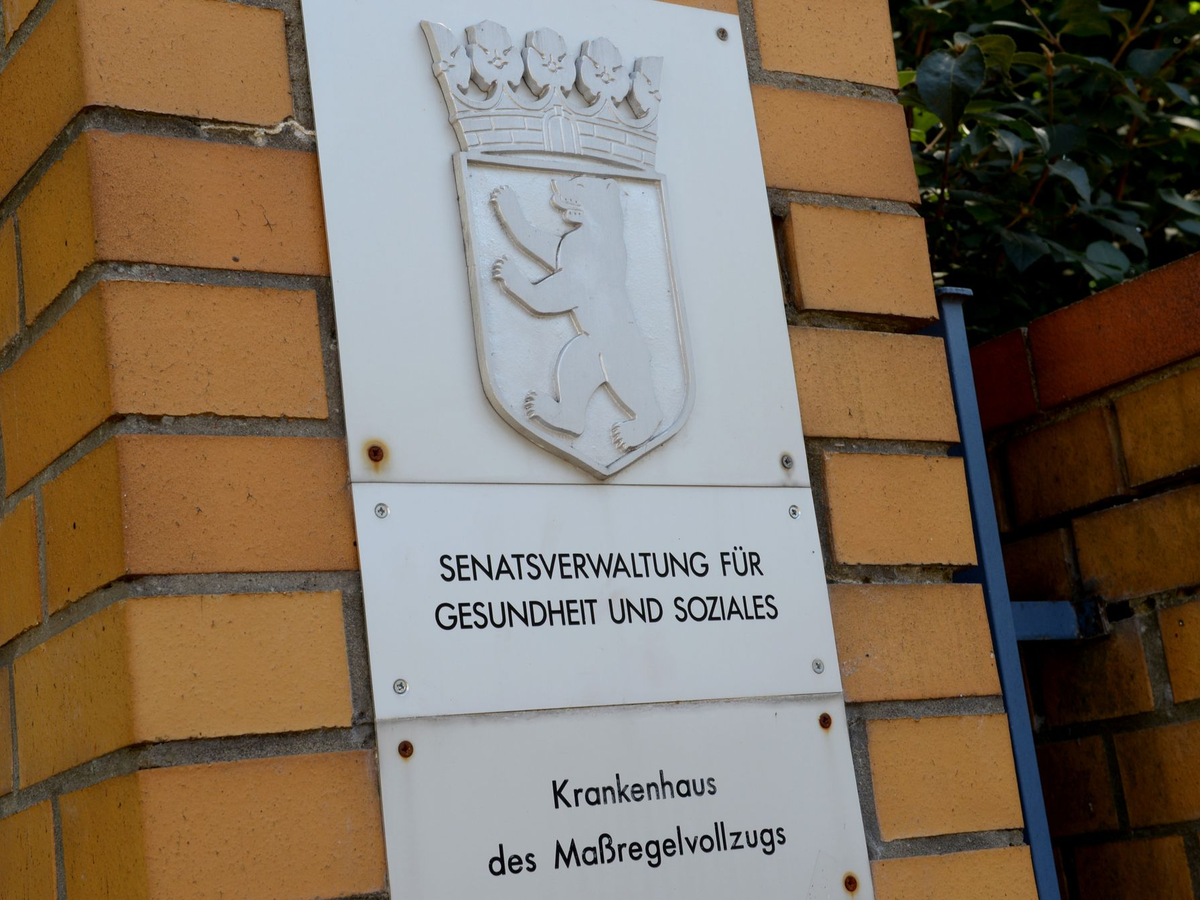 SENATSVERWALTUNG FÜR
GESUNDHEIT UND SOZIALES
Krankenhaus
des Maßregelvollzugs